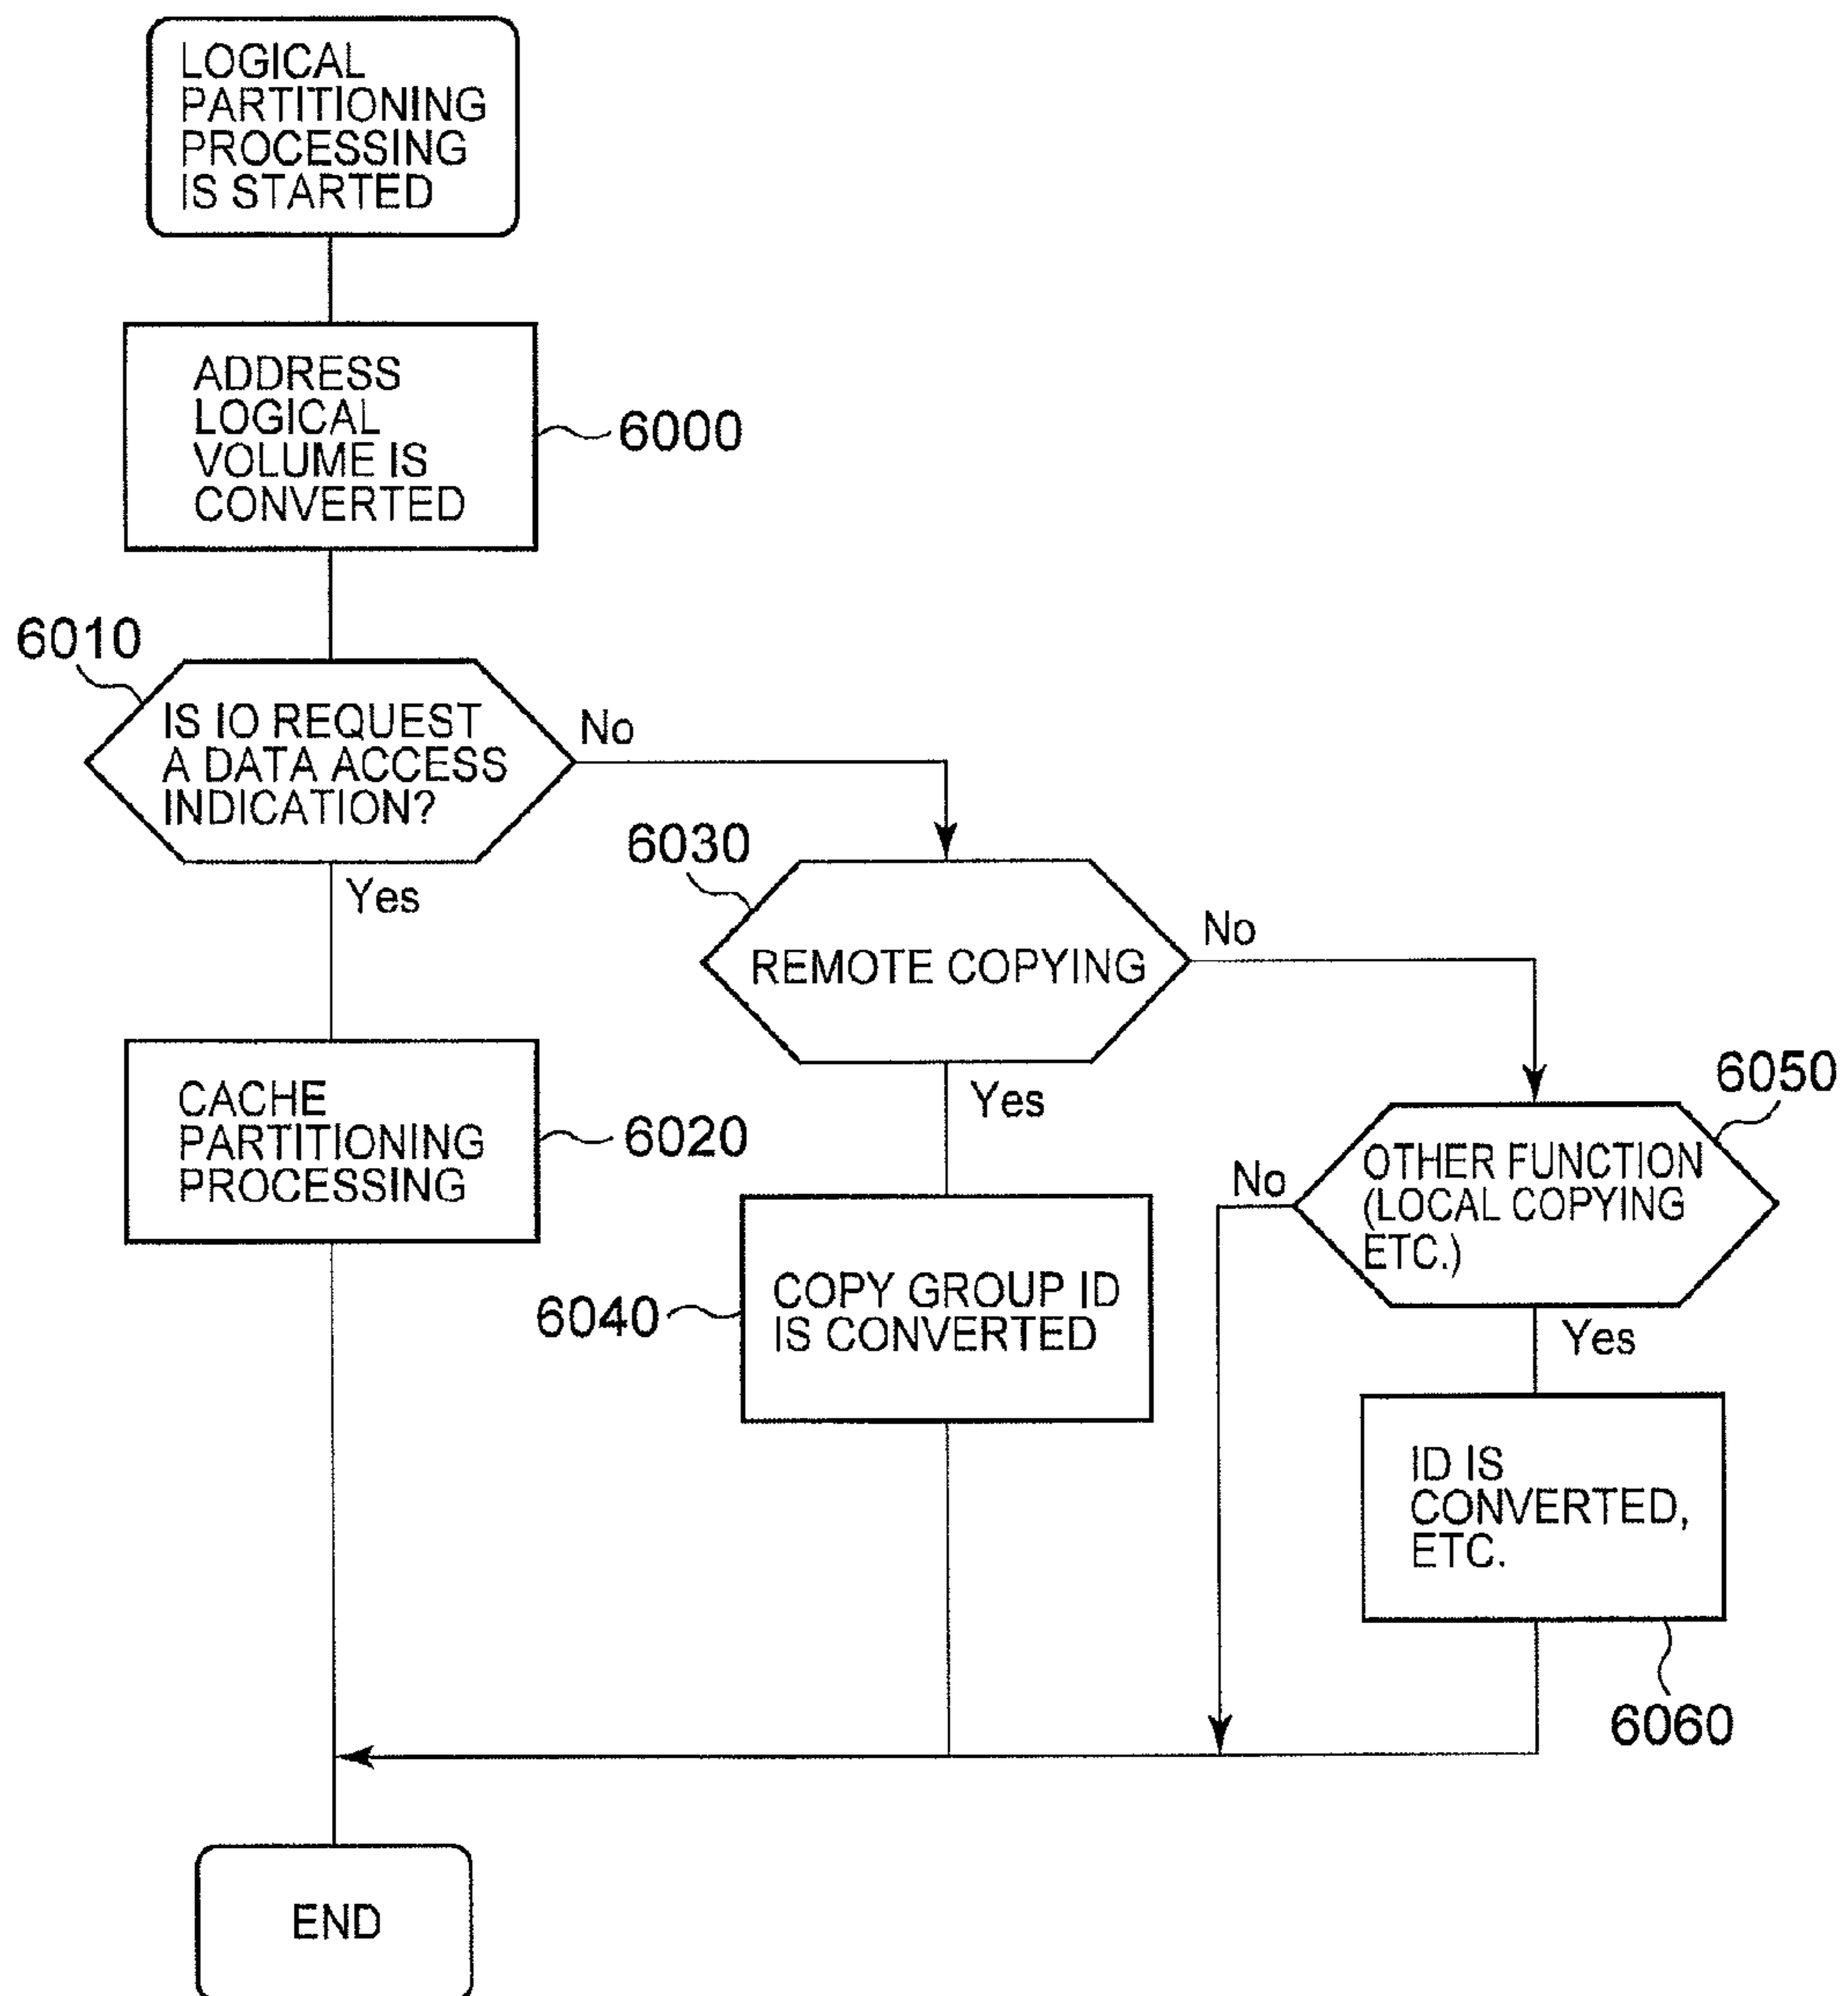 LOGICAL
PARTITIONING
PROCESSING
IS STARTED
ADDRESS
LOGICAL
VOLUME IS
CONVERTED
6000
6010
IS IO REQUEST
A DATA ACCESS
INDICATION?
No
Yes
6030
REMOTE COPYING
No
Yes
CACHE
PARTITIONING
PROCESSING
6020
6050
OTHER FUNCTION
(LOCAL COPYING
ETC.)
No
Yes
6040
COPY GROUP ID
IS CONVERTED
ID IS
CONVERTED,
ETC.
6060
END